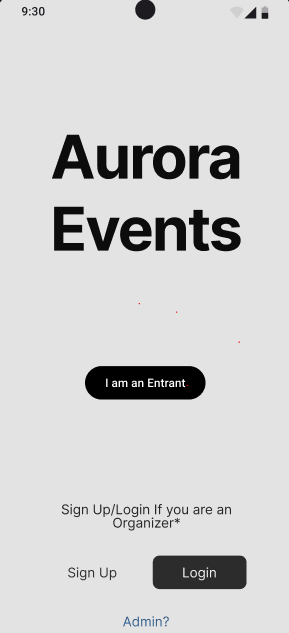 9:30
Aurora
Events
I am an Entrant
Sign Up/Login If you are an
Organizer*
Sign Up
Login
Admin?